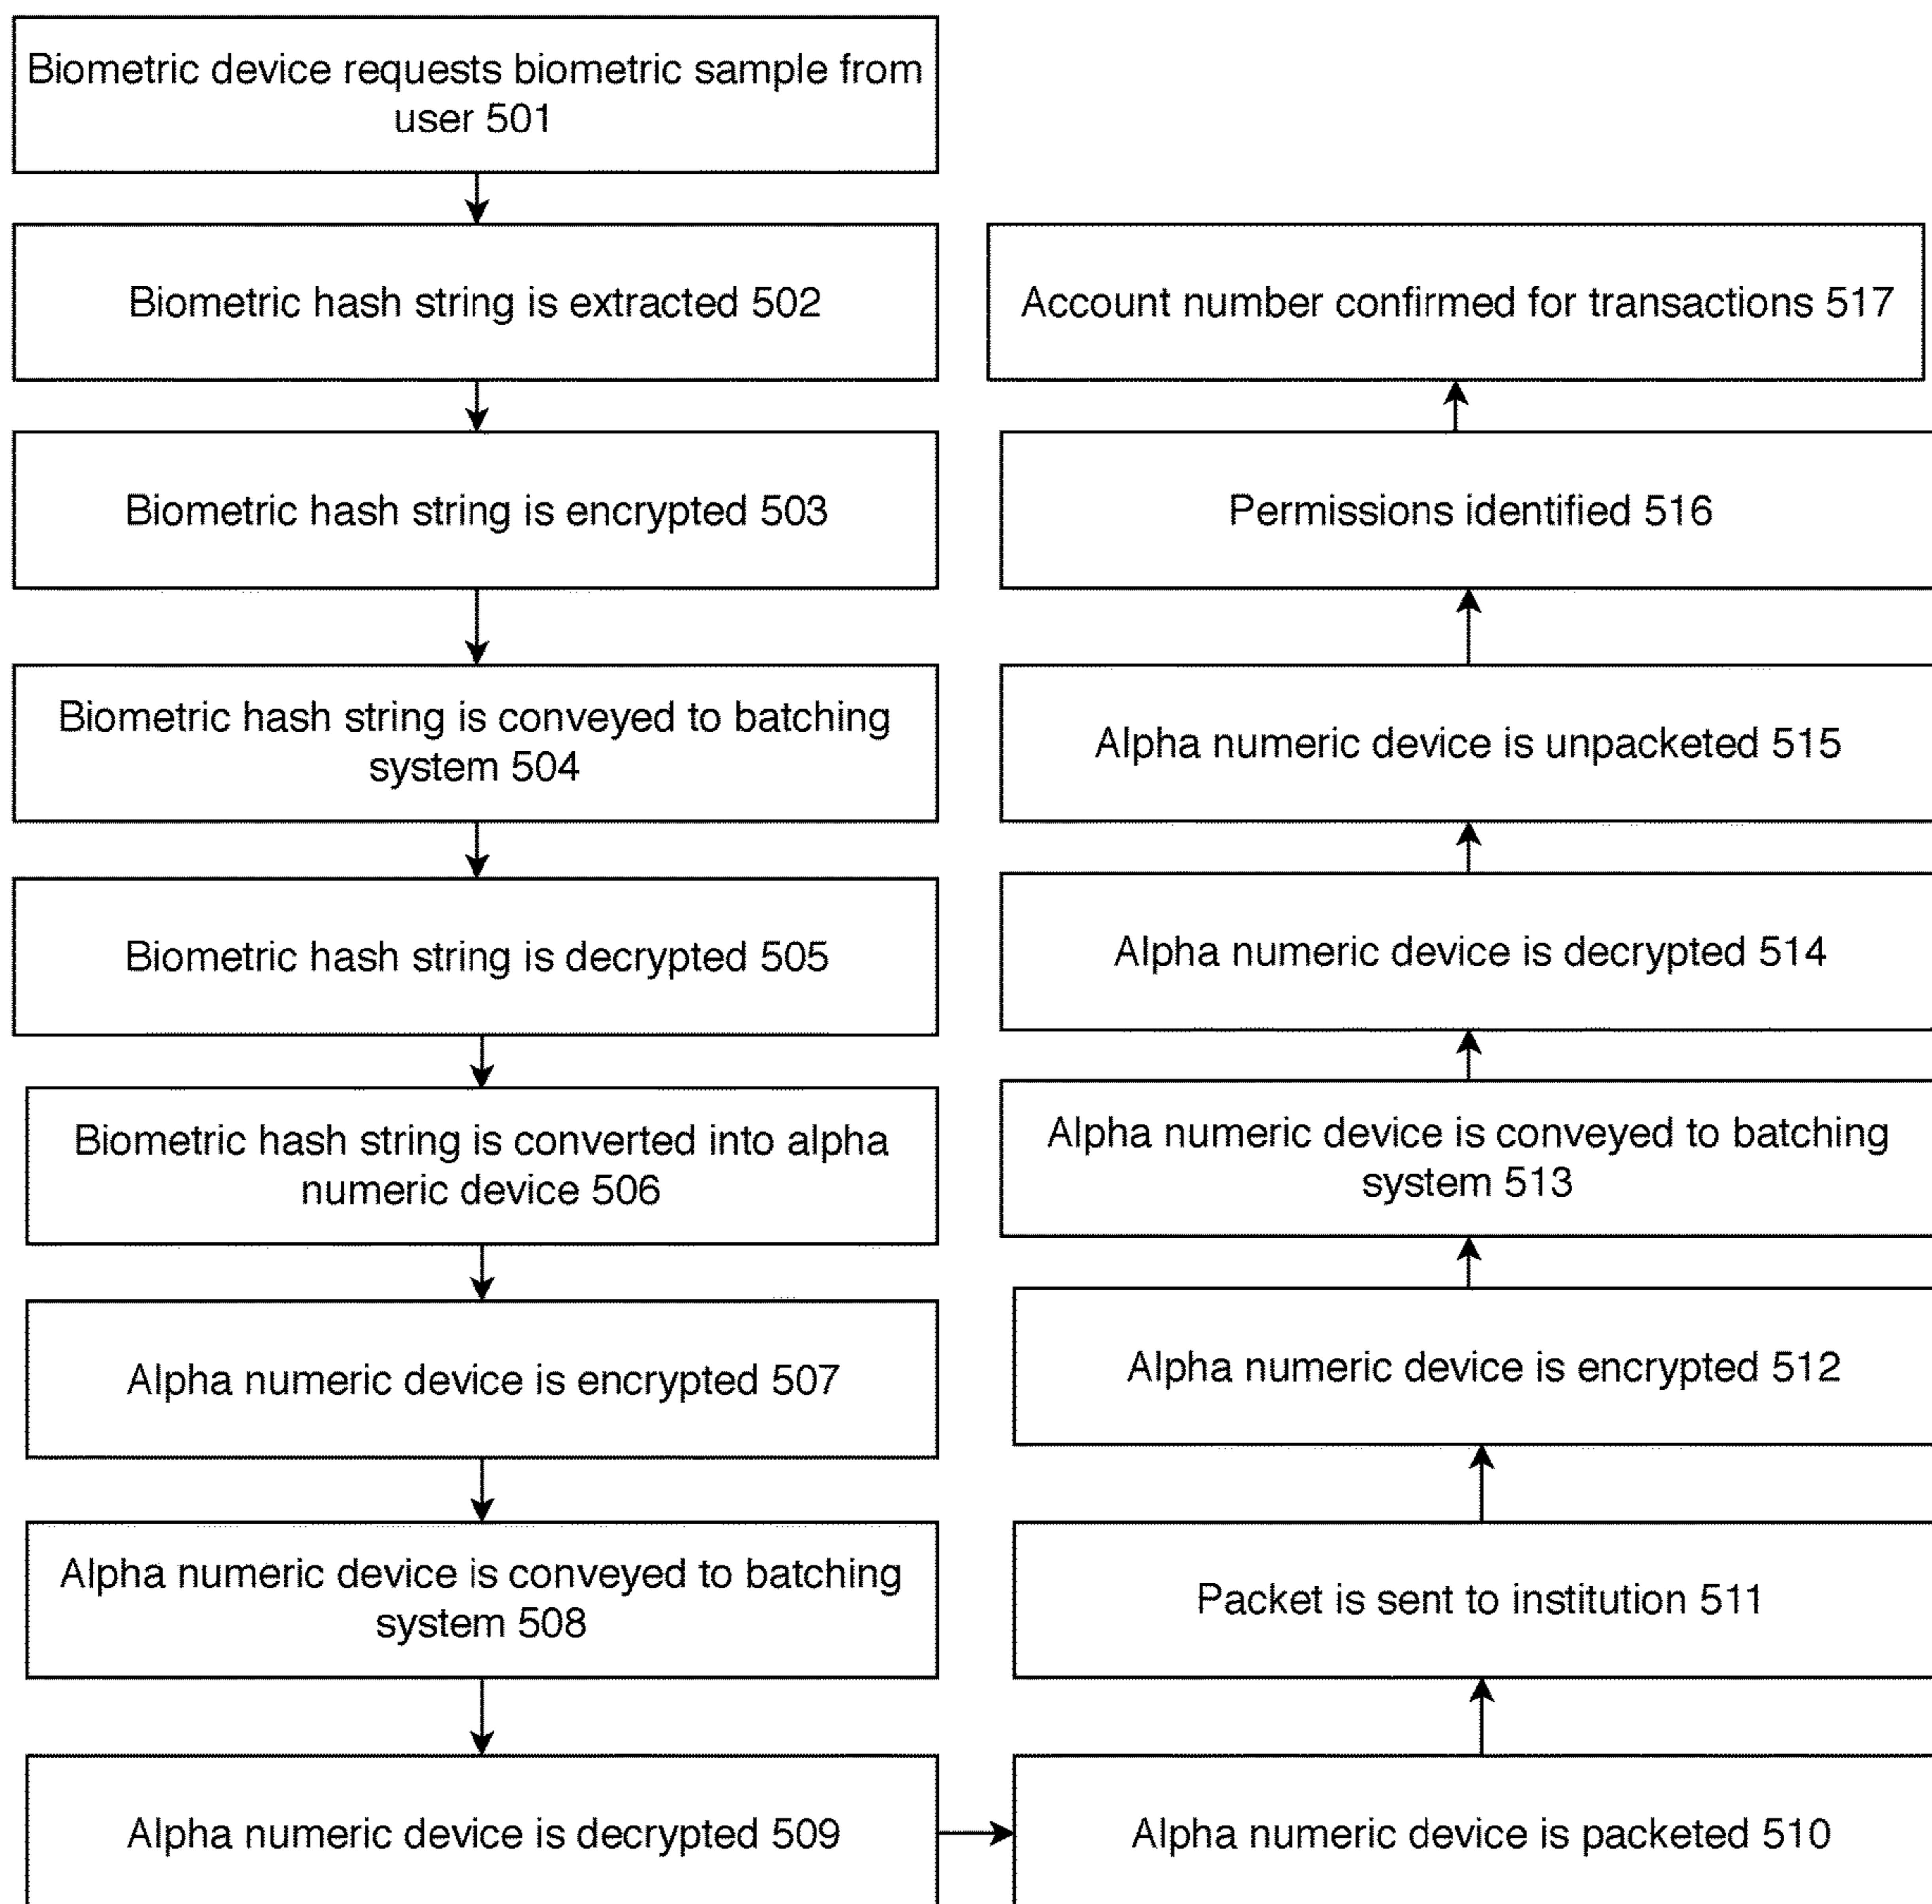 Biometric device requests biometric sample from
user 501
Biometric hash string is extracted 502
Biometric hash string is encrypted 503
Biometric hash string is conveyed to batching
system 504
Biometric hash string is decrypted 505
Biometric hash string is converted into alpha
numeric device 506
Alpha numeric device is encrypted 507
Alpha numeric device is conveyed to batching
system 508
Alpha numeric device is decrypted 509
Alpha numeric device is packeted 510
Packet is sent to institution 511
Alpha numeric device is encrypted 512
Alpha numeric device is conveyed to batching
system 513
Alpha numeric device is decrypted 514
Alpha numeric device is unpacketed 515
Permissions identified 516
Account number confirmed for transactions 517